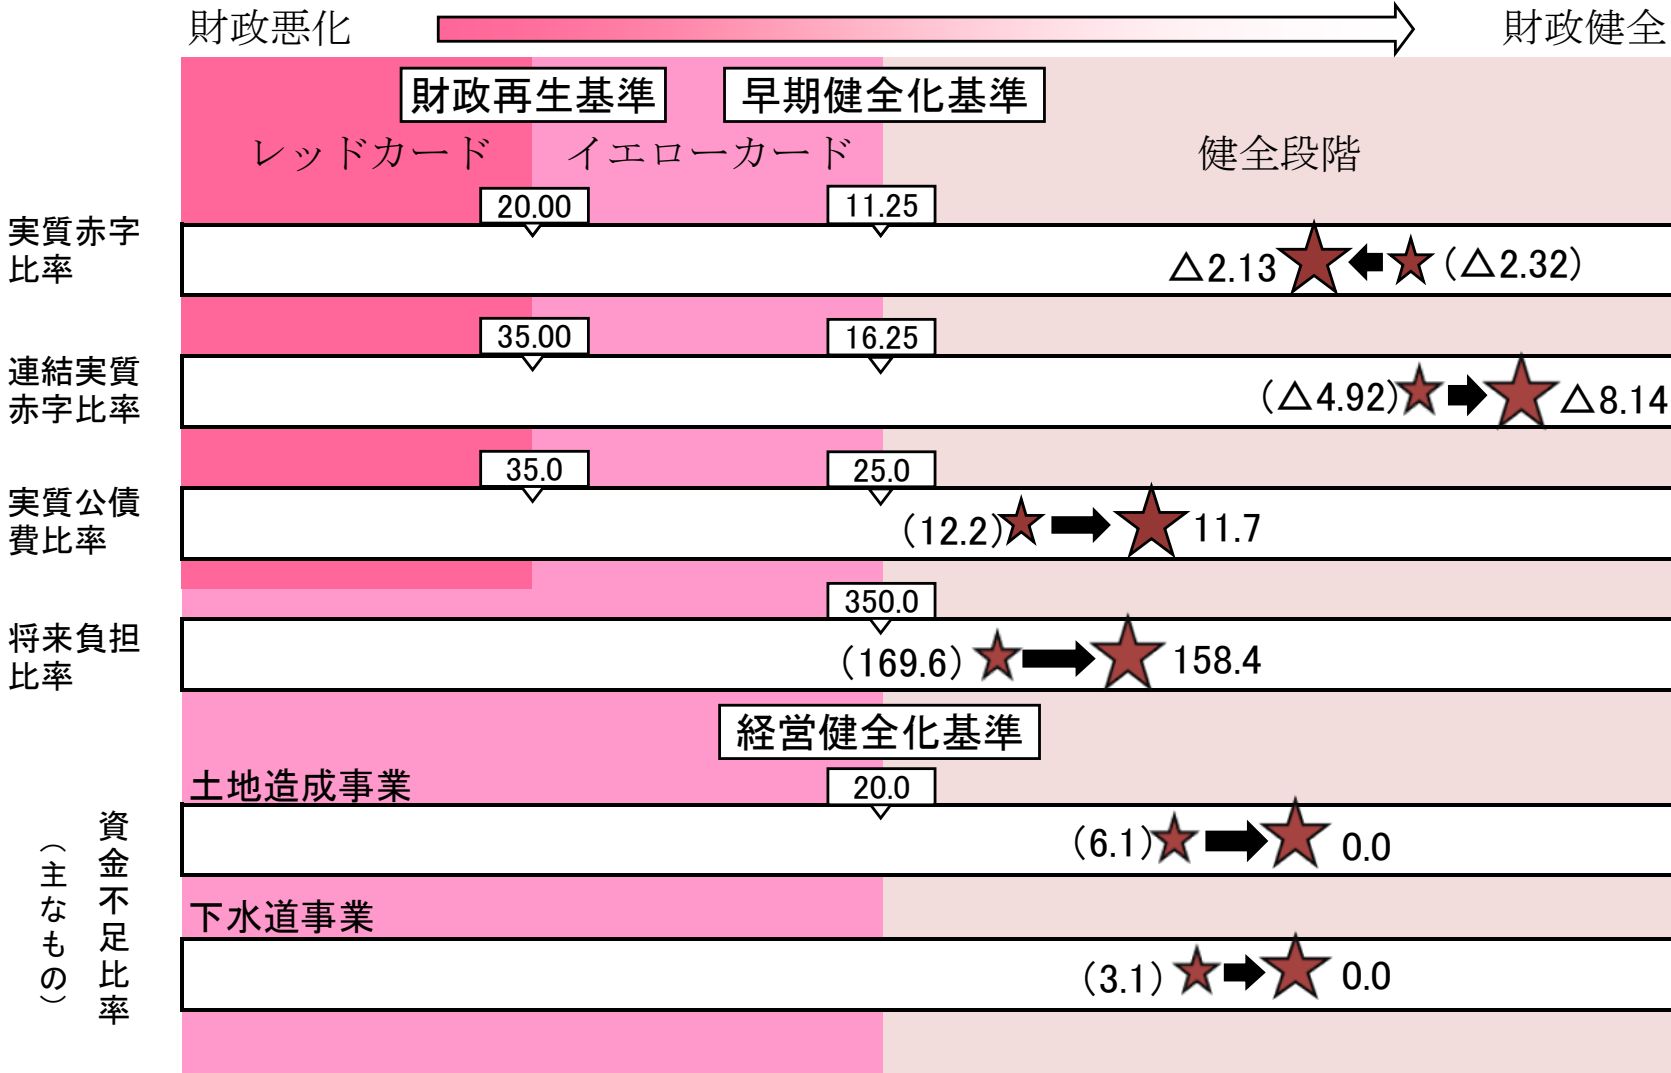 財政悪化
財政健全
財政再生基準
早期健全化基準
レッドカード
イエローカード
健全段階
実質赤字
比率
20.00
11.25
△2.13
(△2.32)
連結実質
赤字比率
35.00
16.25
(△4.92)
△8.14
実質公債
費比率
35.0
25.0
(12.2)
11.7
将来負担
比率
350.0
(169.6)
158.4
経営健全化基準
資金不足比率
（主なもの）
土地造成事業
20.0
(6.1)
0.0
下水道事業
(3.1)
0.0